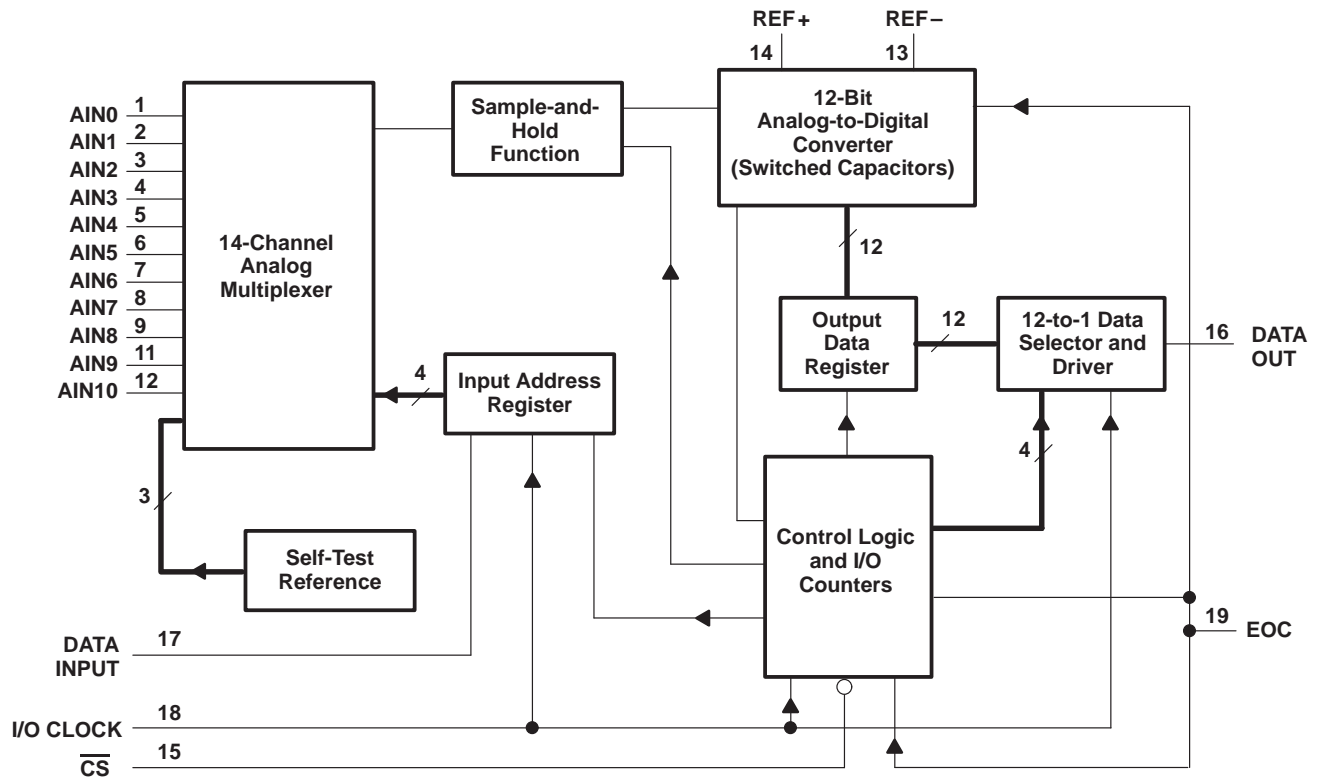 REF+
REF–
14
13
12-Bit
Analog-to-Digital
Converter
(Switched Capacitors)
Sample-and-
Hold
Function
14-Channel
Analog
Multiplexer
AIN0
1
AIN1
2
AIN2
3
AIN3
4
AIN4
5
AIN5
6
AIN6
7
AIN7
8
AIN8
9
AIN9
11
AIN10
12
12
Output
Data
Register
12
12-to-1 Data
Selector and
Driver
16
DATA
OUT
4
Input Address
Register
4
3
Self-Test
Reference
Control Logic
and I/O
Counters
19
EOC
DATA
INPUT
17
I/O CLOCK
18
C̅S̅
15